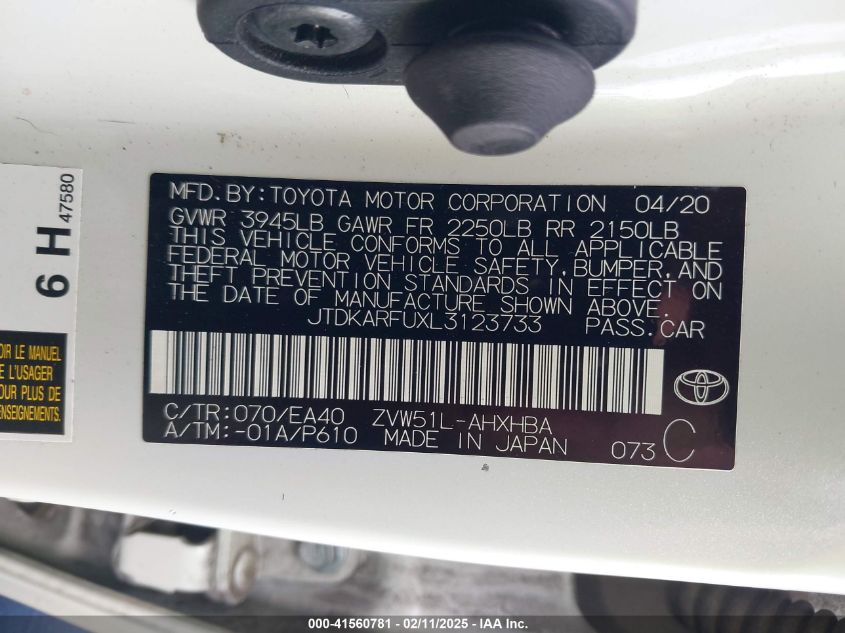 MFD. BY: TOYOTA MOTOR CORPORATION 04/20
GVWR 3945LB GAWR FR 2250LB RR 2150LB
THIS VEHICLE CONFORMS TO ALL APPLICABLE
FEDERAL MOTOR VEHICLE SAFETY, BUMPER, AND
THEFT PREVENTION STANDARDS IN EFFECT ON
THE DATE OF MANUFACTURE SHOWN ABOVE.
JTDKARFUXL3123733 PASS. CAR
C/TR: 070/EA40 ZVW51L-AHXHBA
A/TM: -01A/P610 MADE IN JAPAN 073 C
6 H 47580
LE MANUEL
L'USAGER
PLUS DE
000-41560781 - 02/11/2025 - IAA Inc.